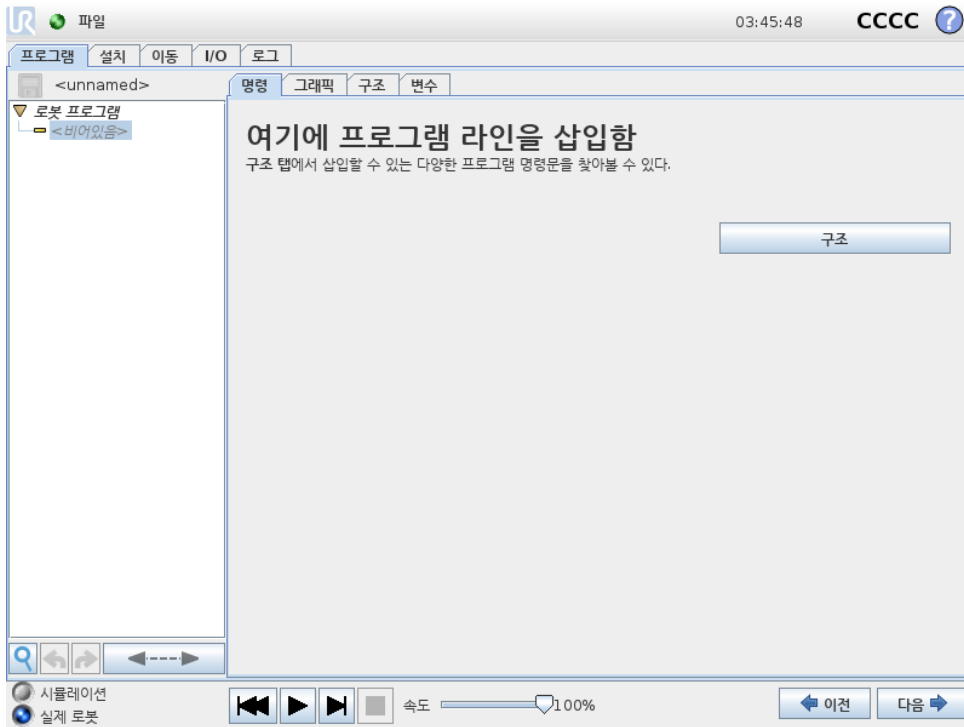 UR 파일 03:45:48 CCCC ?
프로그램 설치 이동 I/O 로그
<unnamed> 명령 그래픽 구조 변수
로봇 프로그램
<비어있음>
여기에 프로그램 라인을 삽입함
구조 탭에서 삽입할 수 있는 다양한 프로그램 명령문을 찾아볼 수 있다.
구조
시뮬레이션
실제 로봇
속도 100% 이전 다음